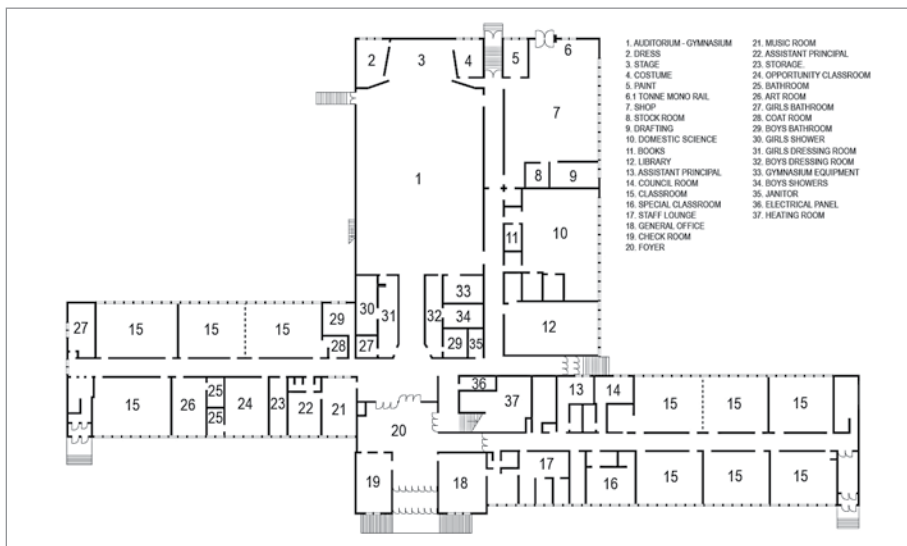 2
3
4
5
6
7
8
9
1
10
11
12
30
31
32
33
34
29
35
27
27
15
15
15
29
28
15
26
25
25
24
23
22
21
36
37
13
14
15
15
15
20
19
18
17
16
15
15
15
1. AUDITORIUM - GYMNASIUM
2. DRESS
3. STAGE
4. COSTUME
5. PAINT
6.1 TONNE MONO RAIL
7. SHOP
8. STOCK ROOM
9. DRAFTING
10. DOMESTIC SCIENCE
11. BOOKS
12. LIBRARY
13. ASSISTANT PRINCIPAL
14. COUNCIL ROOM
15. CLASSROOM
16. SPECIAL CLASSROOM
17. STAFF LOUNGE
18. GENERAL OFFICE
19. CHECK ROOM
20. FOYER
21. MUSIC ROOM
22. ASSISTANT PRINCIPAL
23. STORAGE.
24. OPPORTUNITY CLASSROOM
25. BATHROOM
26. ART ROOM
27. GIRLS BATHROOM
28. COAT ROOM
29. BOYS BATHROOM
30. GIRLS SHOWER
31. GIRLS DRESSING ROOM
32. BOYS DRESSING ROOM
33. GYMNASIUM EQUIPMENT
34. BOYS SHOWERS
35. JANITOR
36. ELECTRICAL PANEL
37. HEATING ROOM